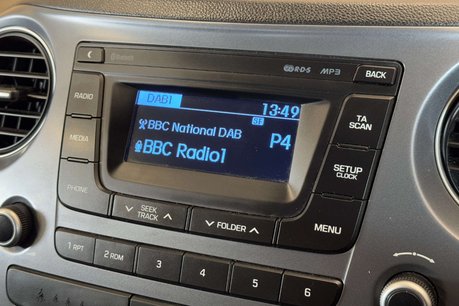 Bluetooth
R·D·S MP3
BACK
RADIO
DAB1
13:49
TA
SCAN
BBC National DAB
P4
MEDIA
BBC Radio1
SETUP
CLOCK
PHONE
SEEK
TRACK
FOLDER
MENU
1 RPT
2 RDM
3
4
5
6